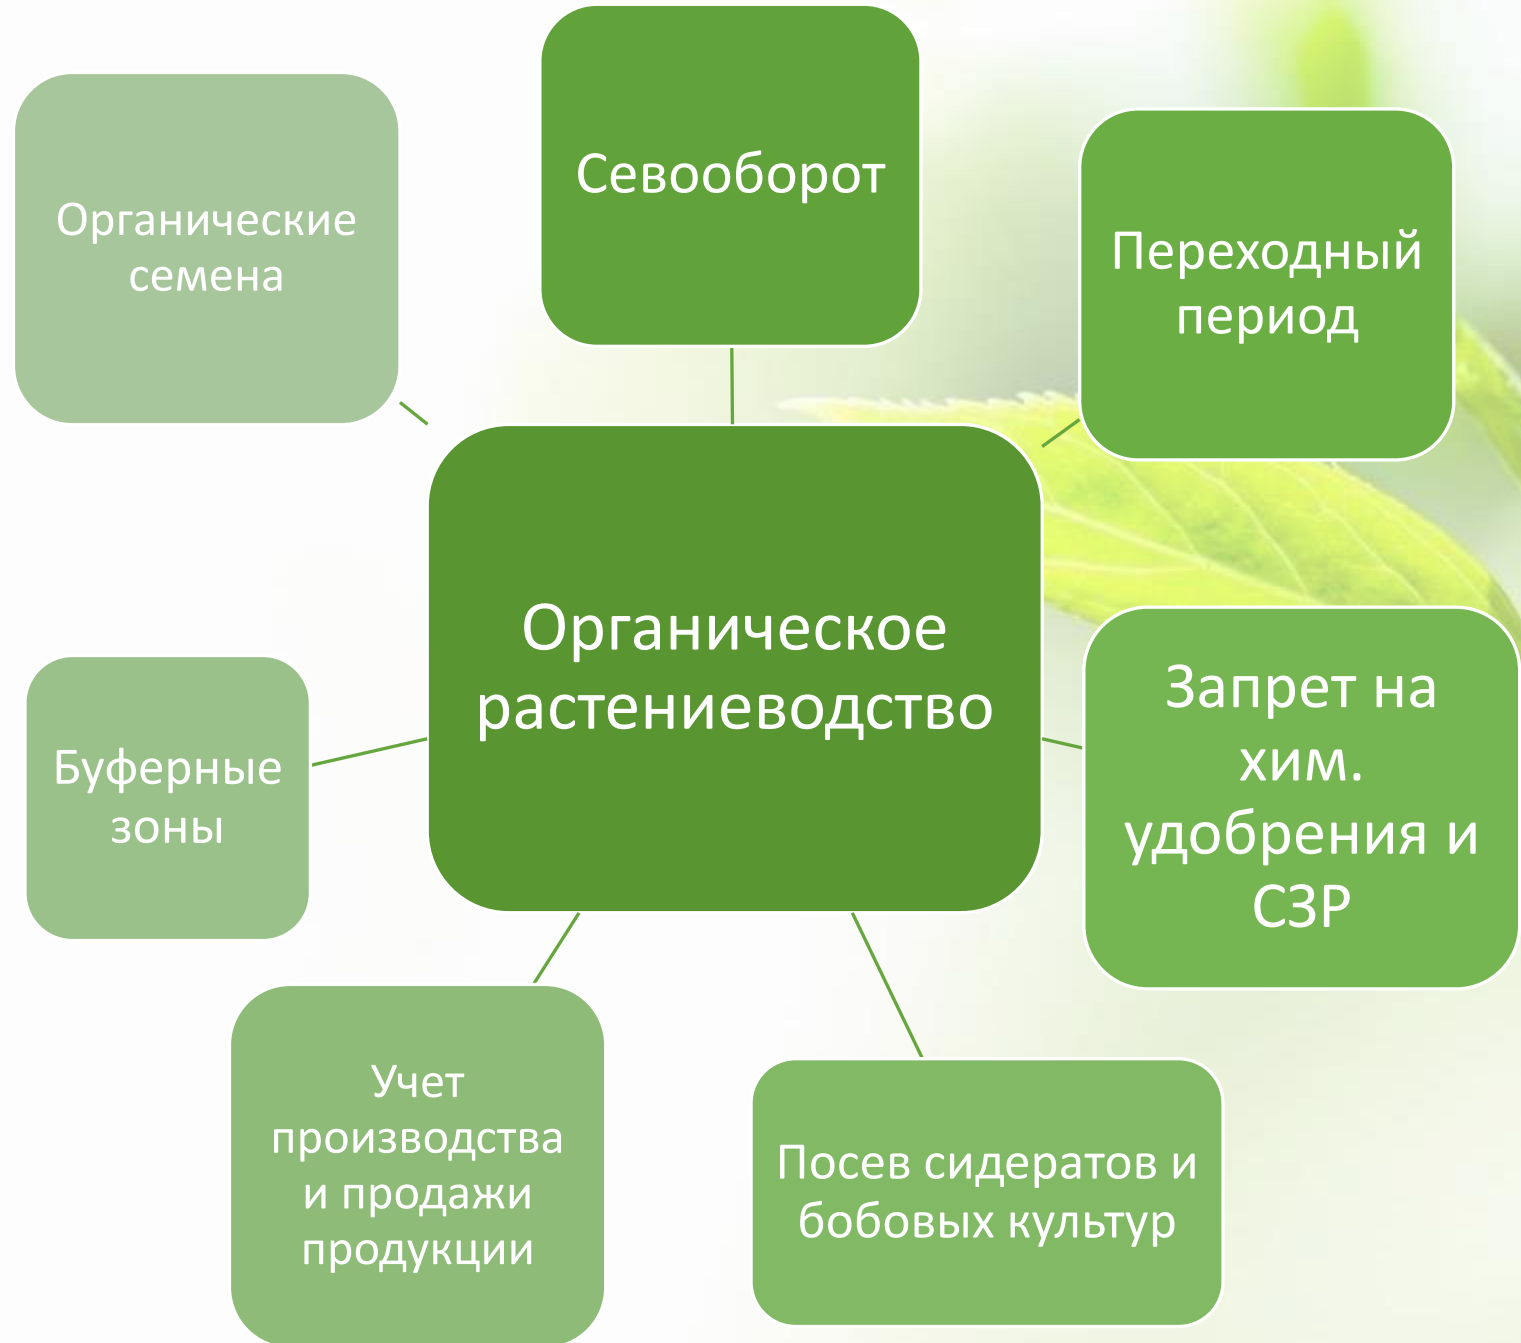 Севооборот
Органические
семена
Переходный
период
Органическое
растениеводство
Запрет на
хим.
удобрения и
СЗР
Буферные
зоны
Учет
производства
и продажи
продукции
Посев сидератов и
бобовых культур